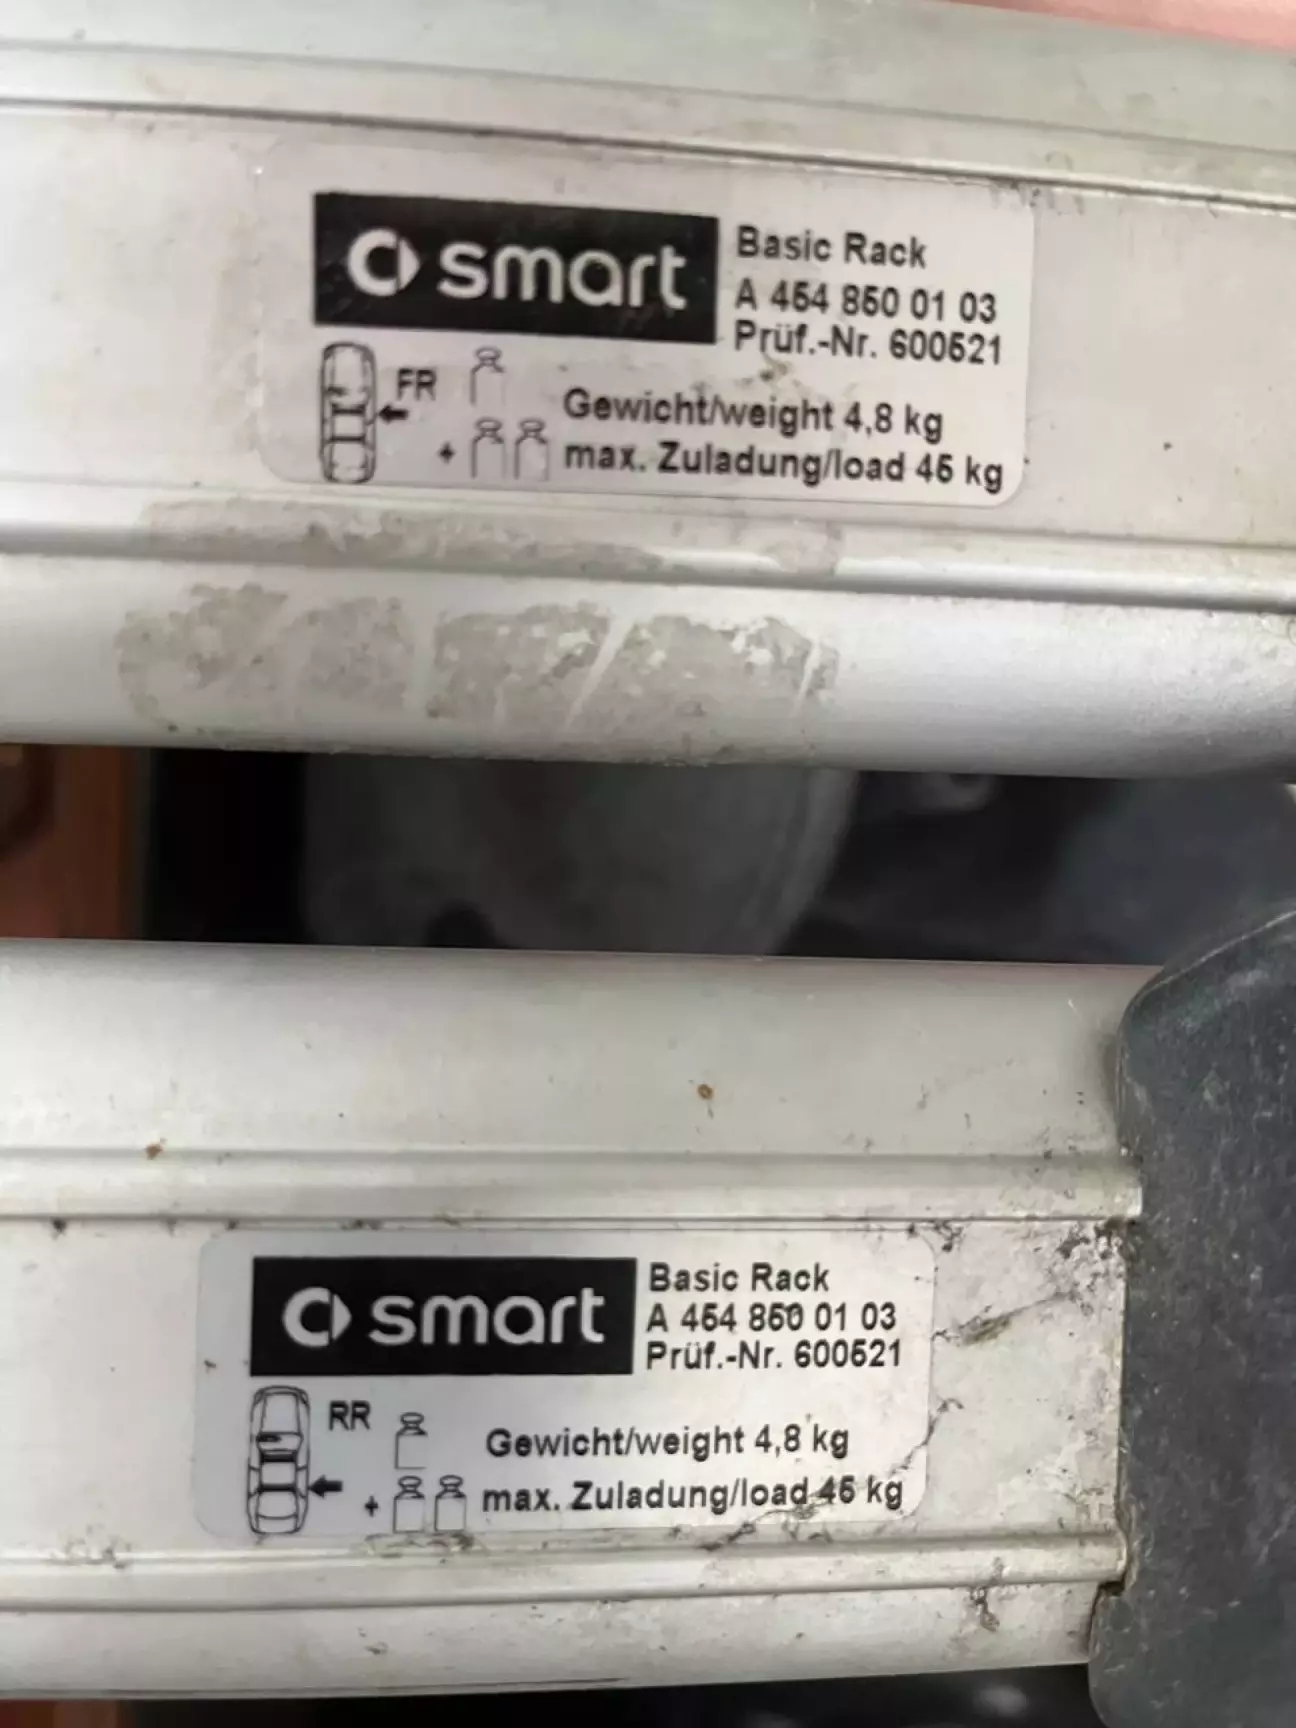 smart
Basic Rack
A 454 850 01 03
Prüf.-Nr. 600521
FR
Gewicht/weight 4,8 kg
+ max. Zuladung/load 45 kg
smart
Basic Rack
A 454 850 01 03
Prüf.-Nr. 600521
RR
Gewicht/weight 4,8 kg
+ max. Zuladung/load 45 kg